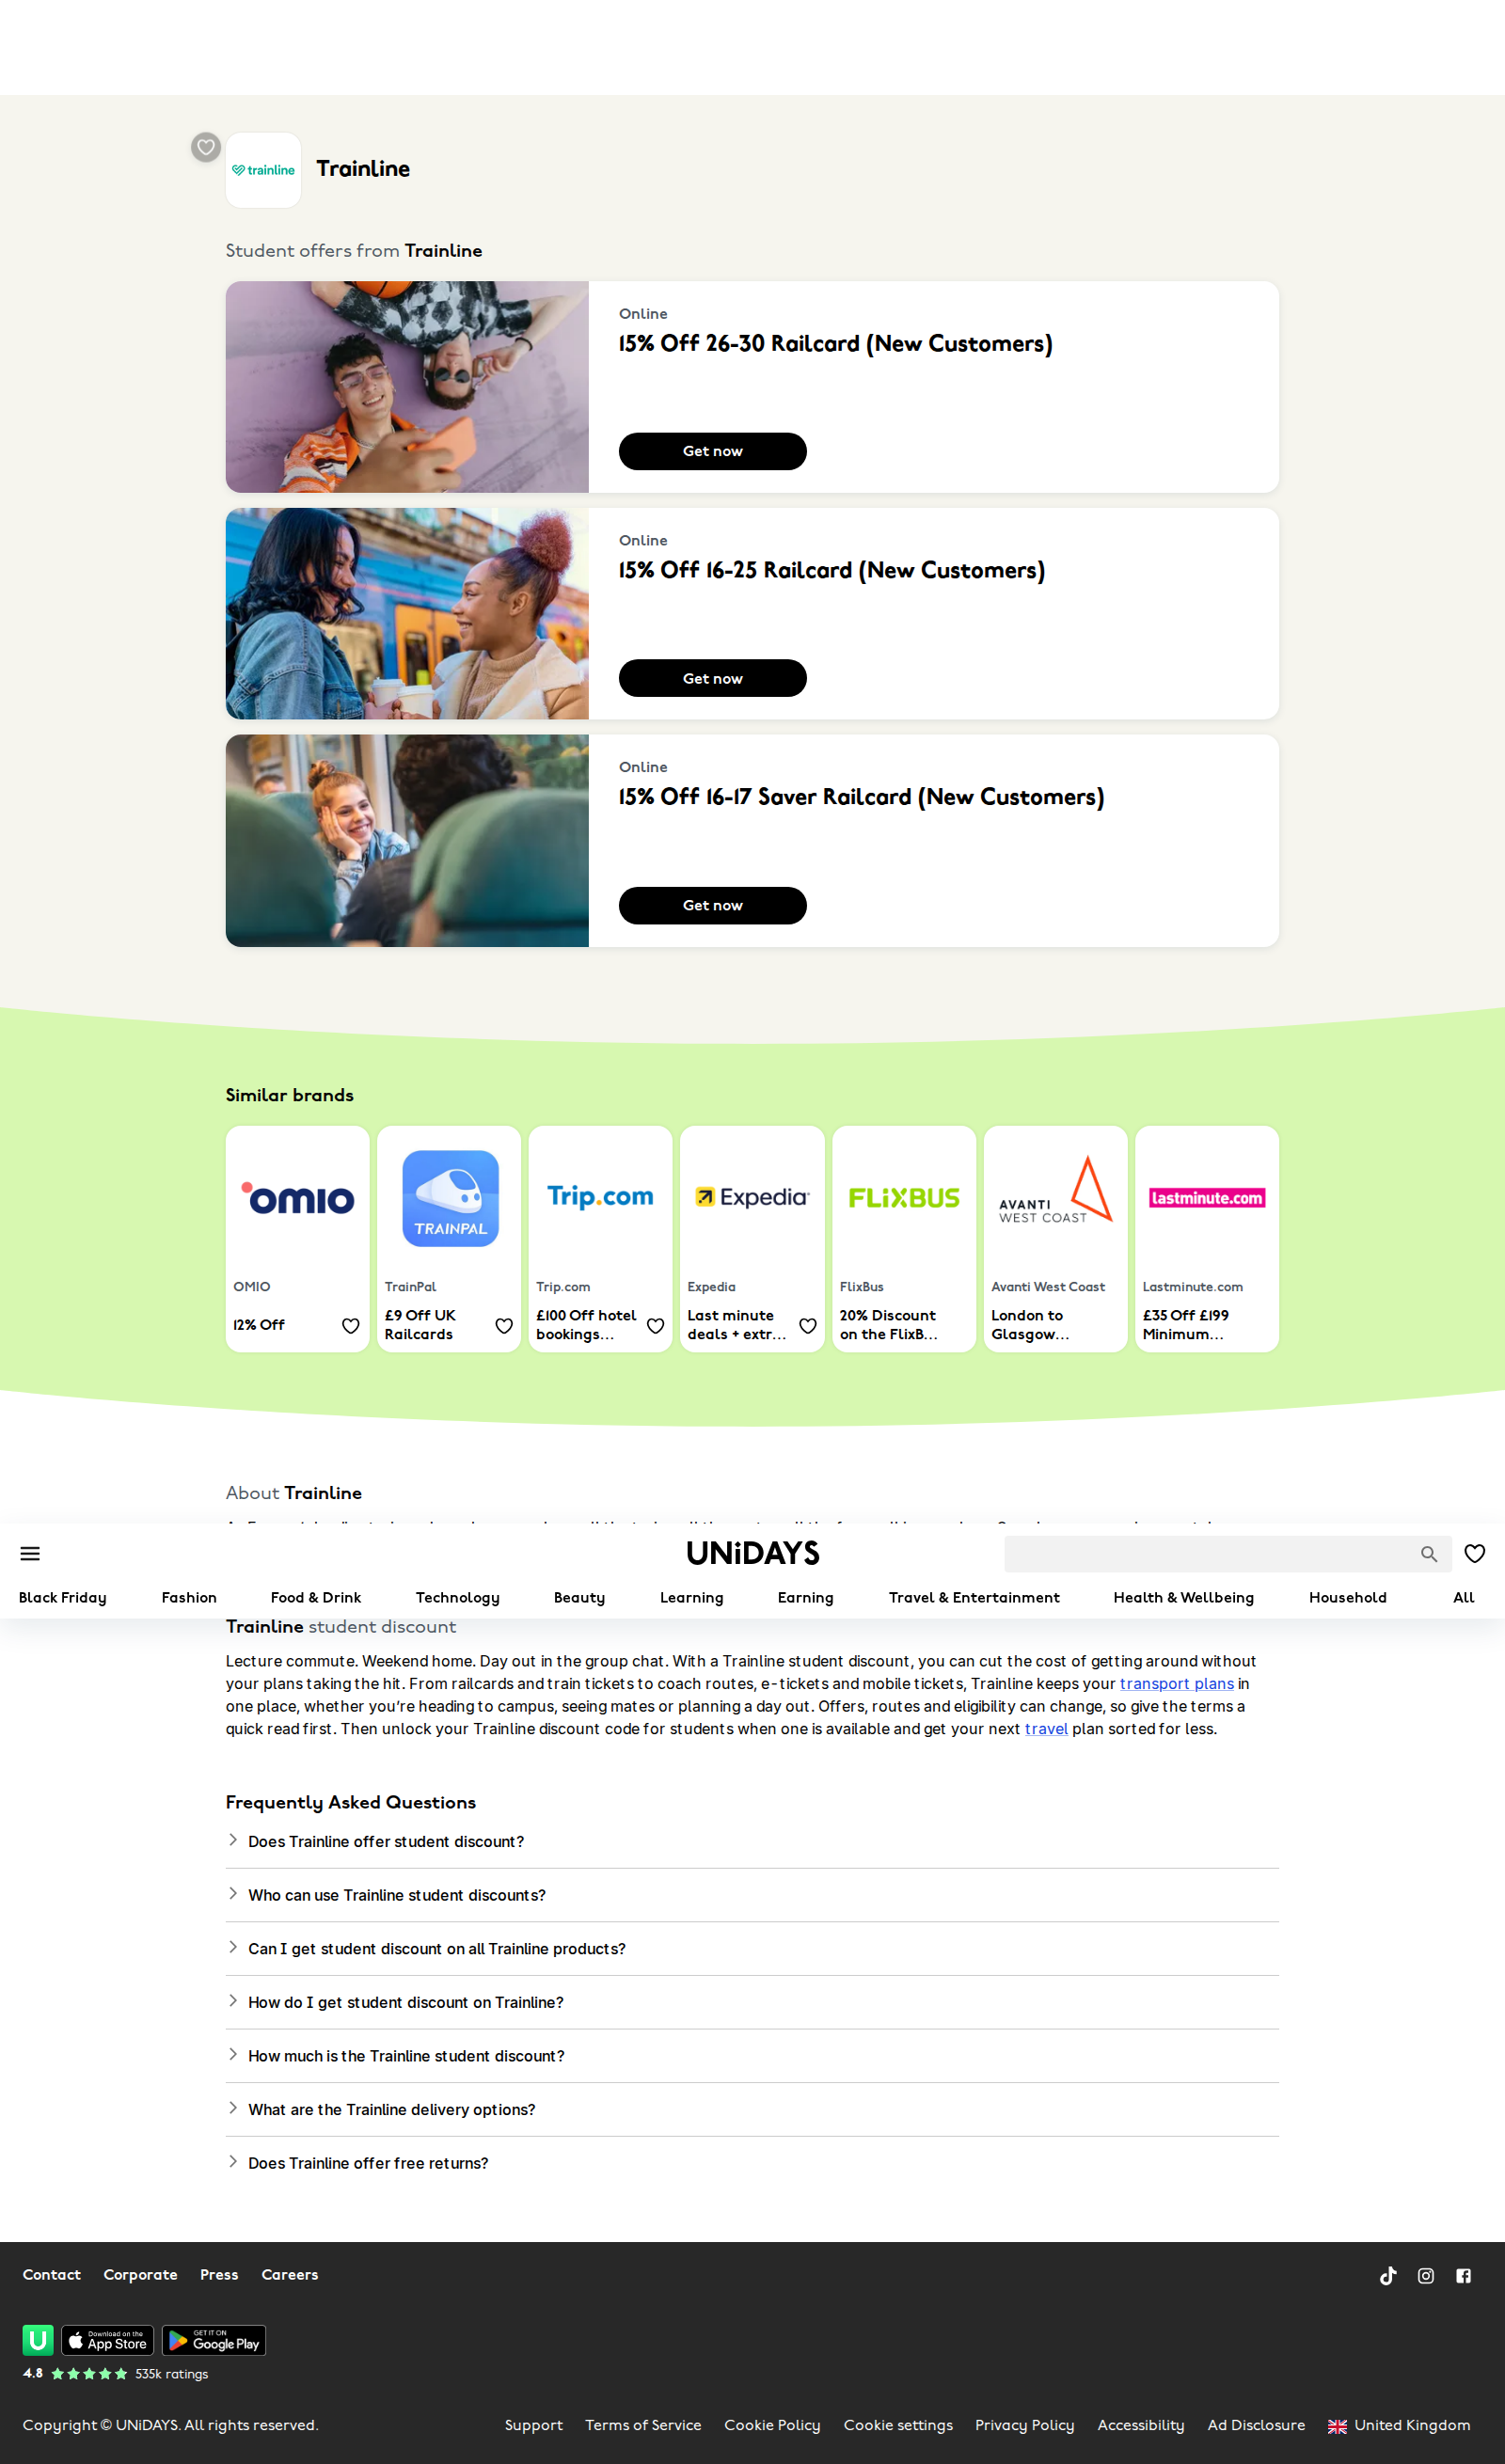 trainline
Trainline
Student offers from Trainline
Online
15% Off 26-30 Railcard (New Customers)
Get now
Online
15% Off 16-25 Railcard (New Customers)
Get now
Online
15% Off 16-17 Saver Railcard (New Customers)
Get now
Similar brands
OMIO
OMIO
12% Off
TRAINPAL
TrainPal
£9 Off UK
Railcards
Trip.com
Trip.com
£100 Off hotel
bookings...
Expedia
Expedia
Last minute
deals + extr...
FLiXBUS
FlixBus
20% Discount
on the FlixB...
AVANTI
WEST COAST
Avanti West Coast
London to
Glasgow...
lastminute.com
Lastminute.com
£35 Off £199
Minimum...
About Trainline
UNiDAYS
Black Friday
Fashion
Food & Drink
Technology
Beauty
Learning
Earning
Travel & Entertainment
Health & Wellbeing
Household
All
Trainline student discount
Lecture commute. Weekend home. Day out in the group chat. With a Trainline student discount, you can cut the cost of getting around without
your plans taking the hit. From railcards and train tickets to coach routes, e-tickets and mobile tickets, Trainline keeps your transport plans in
one place, whether you’re heading to campus, seeing mates or planning a day out. Offers, routes and eligibility can change, so give the terms a
quick read first. Then unlock your Trainline discount code for students when one is available and get your next travel plan sorted for less.
Frequently Asked Questions
Does Trainline offer student discount?
Who can use Trainline student discounts?
Can I get student discount on all Trainline products?
How do I get student discount on Trainline?
How much is the Trainline student discount?
What are the Trainline delivery options?
Does Trainline offer free returns?
Contact
Corporate
Press
Careers
U
Download on the
App Store
GET IT ON
Google Play
4.8
535k ratings
Copyright © UNiDAYS. All rights reserved.
Support
Terms of Service
Cookie Policy
Cookie settings
Privacy Policy
Accessibility
Ad Disclosure
United Kingdom